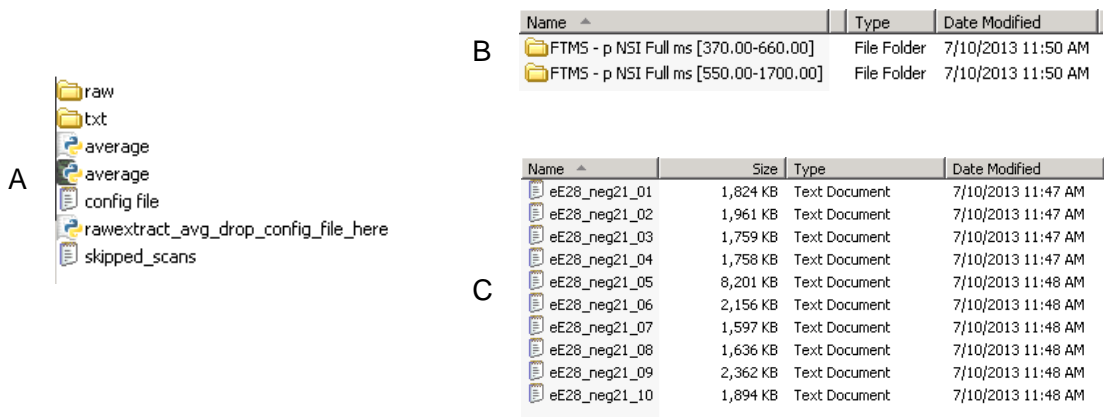 A
raw
txt
average
average
config file
rawextract_avg_drop_config_file_here
skipped_scans
B
Name Type Date Modified
FTMS - p NSI Full ms [370.00-660.00] File Folder 7/10/2013 11:50 AM
FTMS - p NSI Full ms [550.00-1700.00] File Folder 7/10/2013 11:50 AM
C
Name Size Type Date Modified
eE28_neg21_01 1,824 KB Text Document 7/10/2013 11:47 AM
eE28_neg21_02 1,961 KB Text Document 7/10/2013 11:47 AM
eE28_neg21_03 1,759 KB Text Document 7/10/2013 11:47 AM
eE28_neg21_04 1,758 KB Text Document 7/10/2013 11:47 AM
eE28_neg21_05 8,201 KB Text Document 7/10/2013 11:48 AM
eE28_neg21_06 2,156 KB Text Document 7/10/2013 11:48 AM
eE28_neg21_07 1,597 KB Text Document 7/10/2013 11:48 AM
eE28_neg21_08 1,636 KB Text Document 7/10/2013 11:48 AM
eE28_neg21_09 2,362 KB Text Document 7/10/2013 11:48 AM
eE28_neg21_10 1,894 KB Text Document 7/10/2013 11:48 AM